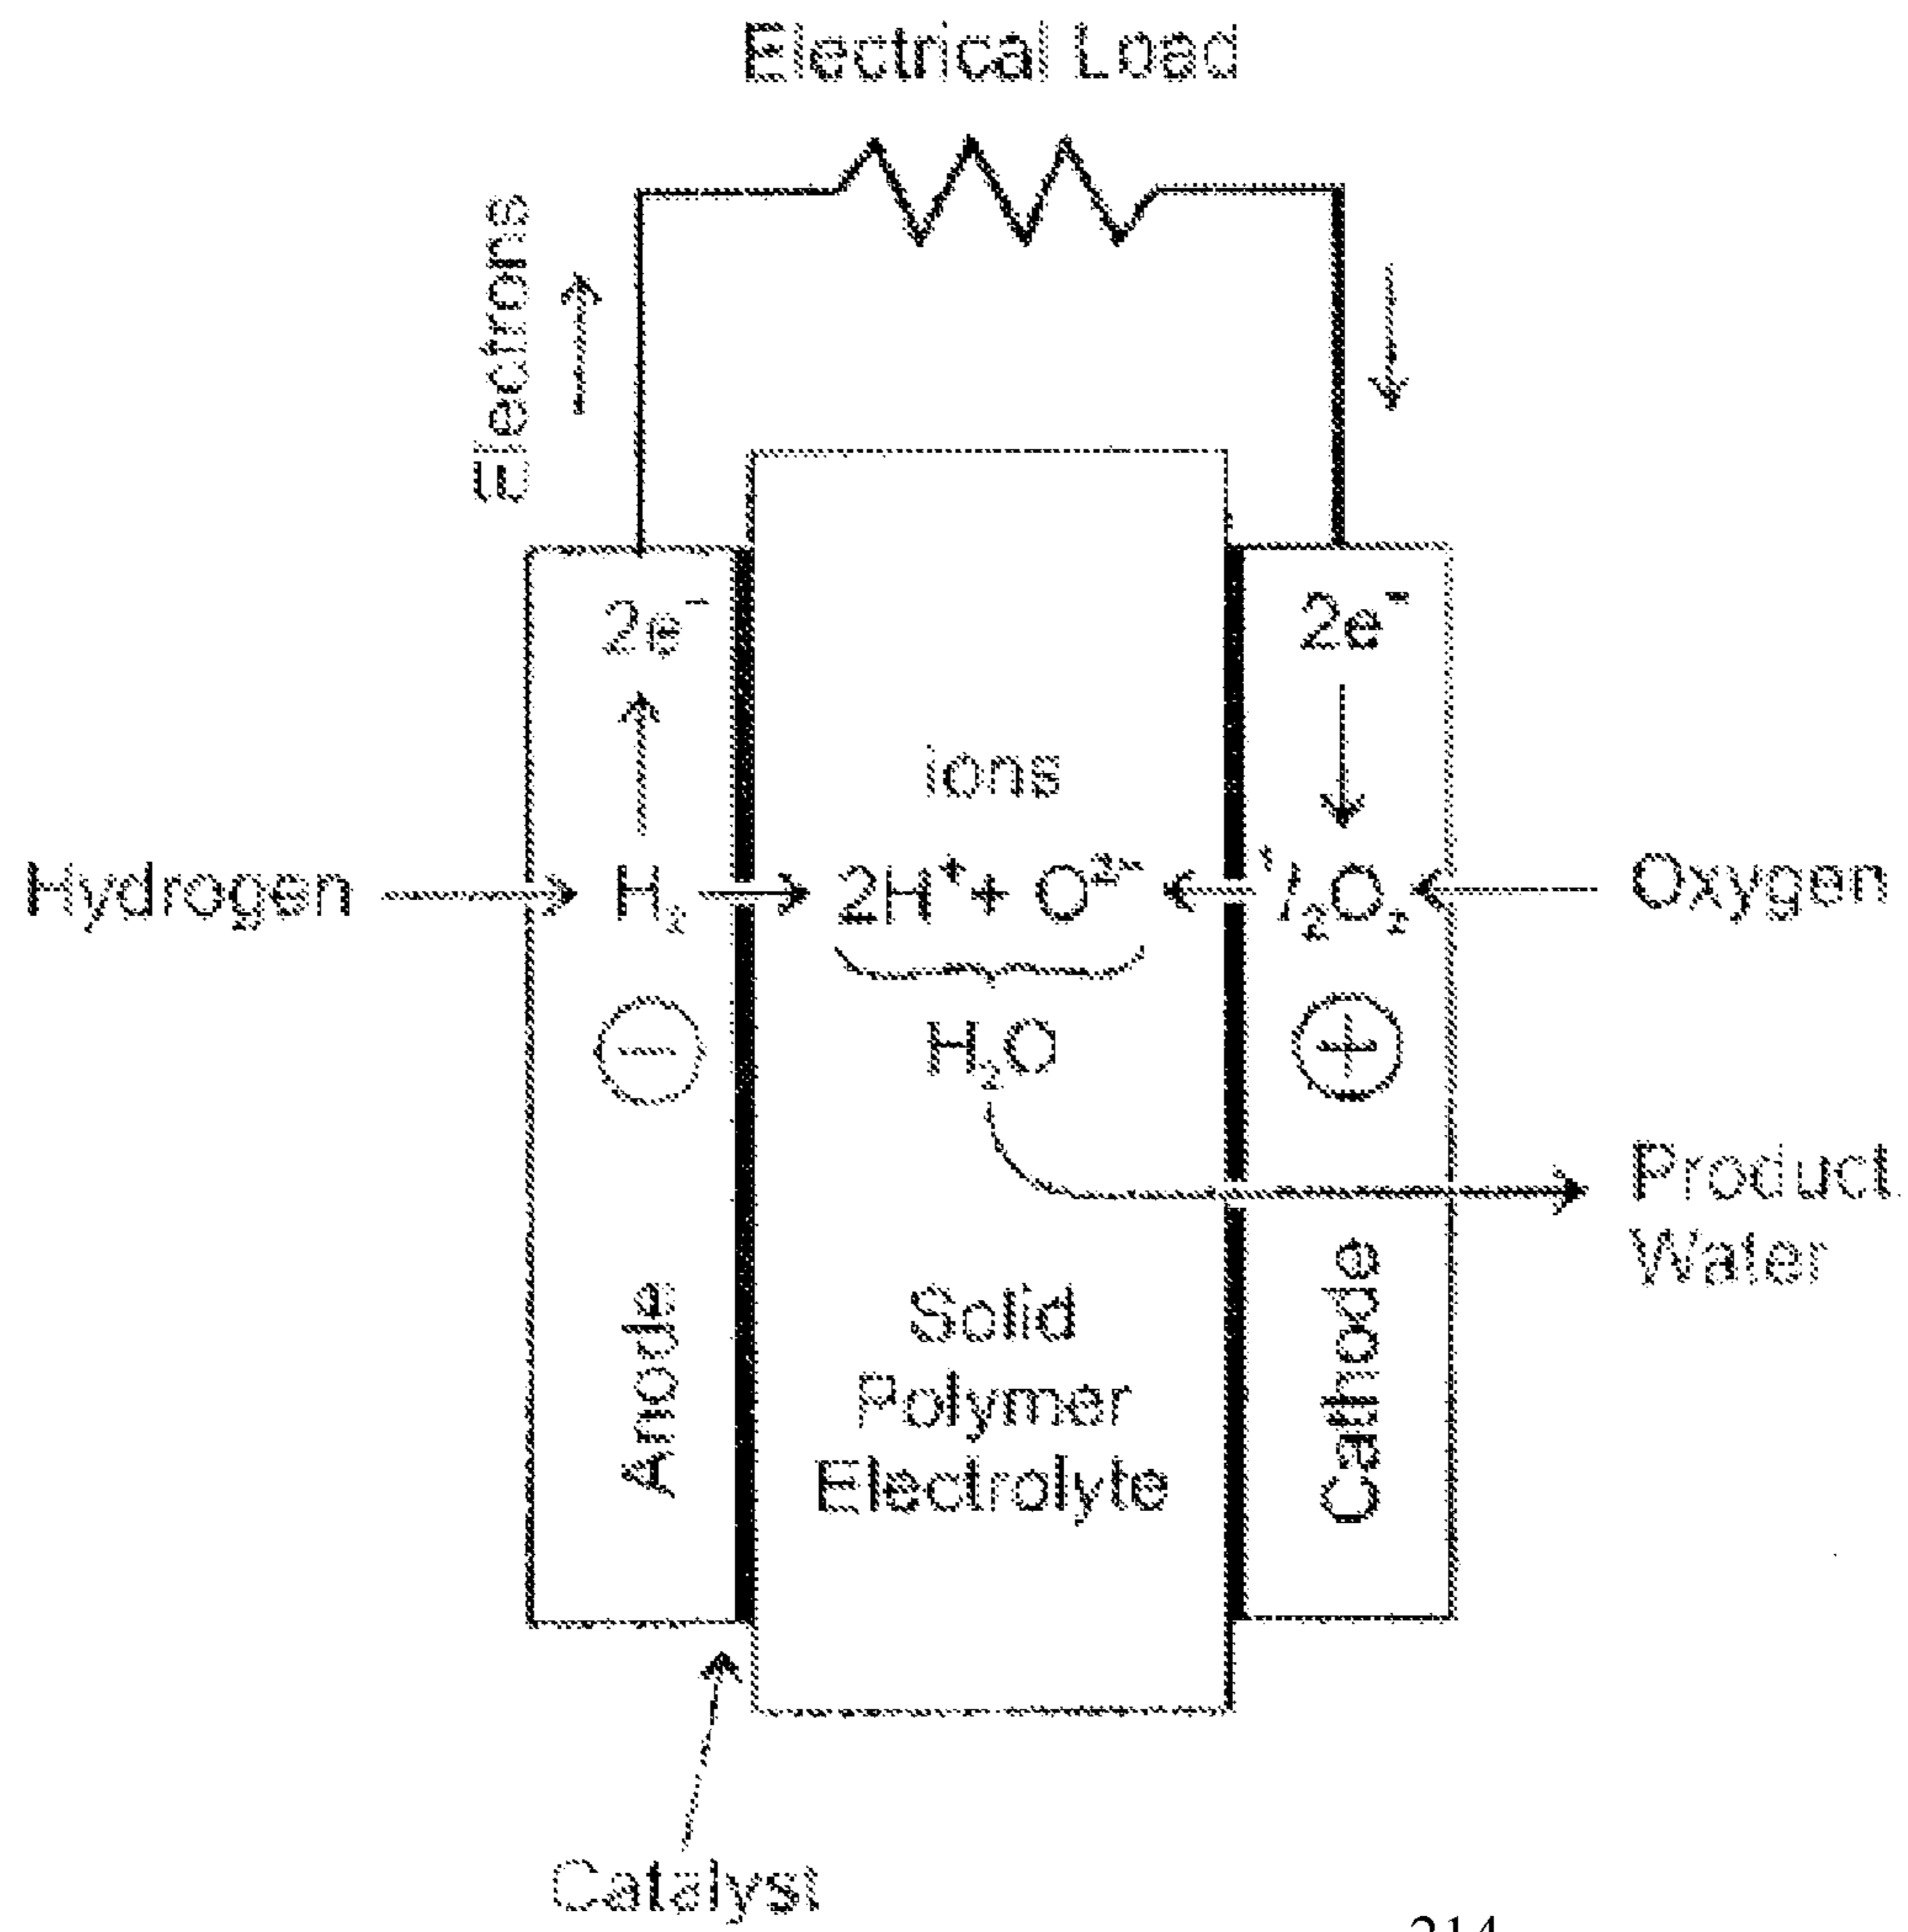 Electrical Load
Electrons
2e⁻
2e⁻
ions
Hydrogen
H₂
2H⁺ + O²⁻
¹/₂O₂
Oxygen
−
H₂O
+
Product
Water
Anode
Solid
Polymer
Electrolyte
Cathode
Catalyst
214